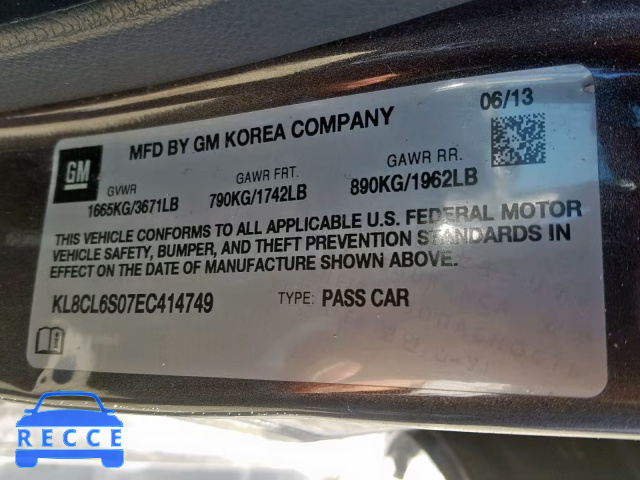 06/13
MFD BY GM KOREA COMPANY
GM
GVWR GAWR FRT. GAWR RR.
1665KG/3671LB 790KG/1742LB 890KG/1962LB
THIS VEHICLE CONFORMS TO ALL APPLICABLE U.S. FEDERAL MOTOR
VEHICLE SAFETY, BUMPER, AND THEFT PREVENTION STANDARDS IN
EFFECT ON THE DATE OF MANUFACTURE SHOWN ABOVE.
KL8CL6S07EC414749 TYPE: PASS CAR
RECCE